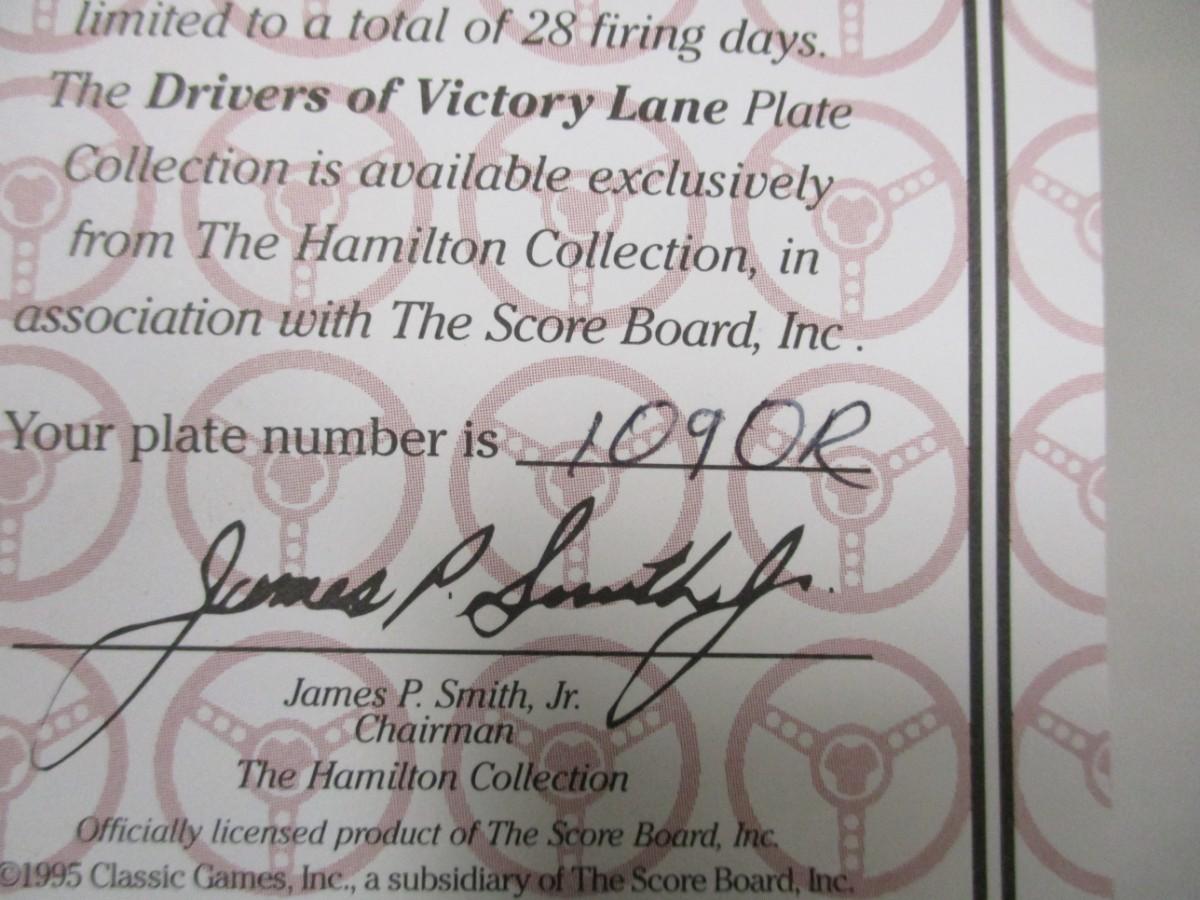 limited to a total of 28 firing days.
The Drivers of Victory Lane Plate
Collection is available exclusively
from The Hamilton Collection, in
association with The Score Board, Inc.
Your plate number is 1090R
James P. Smith, Jr.
James P. Smith, Jr.
Chairman
The Hamilton Collection
Officially licensed product of The Score Board, Inc.
©1995 Classic Games, Inc., a subsidiary of The Score Board, Inc.